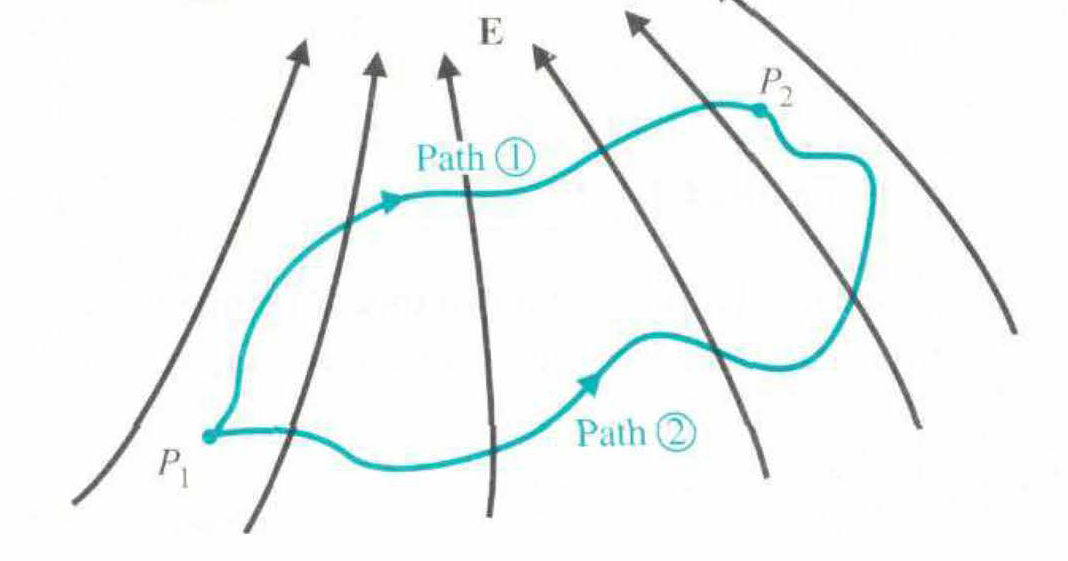 E
P₂
Path ①
Path ②
P₁